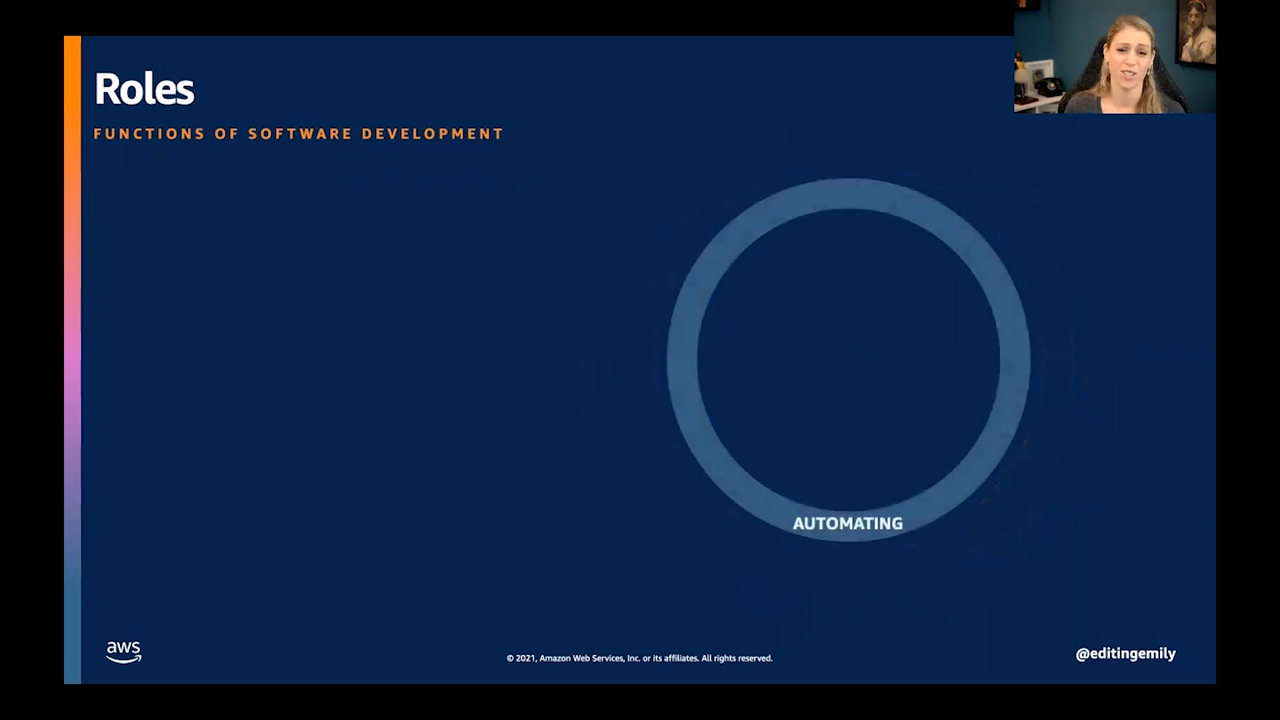 Roles
FUNCTIONS OF SOFTWARE DEVELOPMENT
AUTOMATING
aws
© 2021, Amazon Web Services, Inc. or its affiliates. All rights reserved.
@editingemily